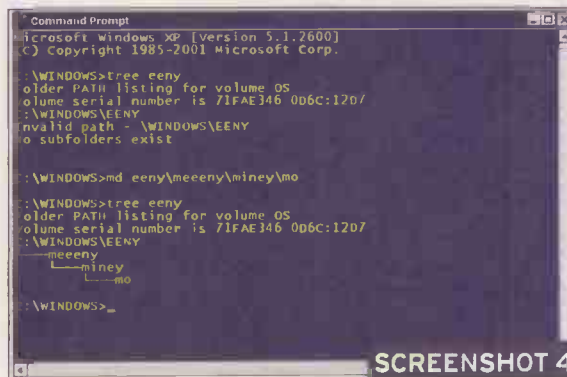 Command Prompt
icrosoft Windows XP [Version 5.1.2600]
C) Copyright 1985-2001 Microsoft Corp.
:\WINDOWS>tree eeny
older PATH listing for volume OS
olume serial number is 71FAE346 0D6C:12D7
:\WINDOWS\EENY
nvalid path - \WINDOWS\EENY
o subfolders exist
:\WINDOWS>md eeny\meeeny\miney\mo
:\WINDOWS>tree eeny
older PATH listing for volume OS
olume serial number is 71FAE346 0D6C:12D7
:\WINDOWS\EENY
meeeny
miney
mo
:\WINDOWS>_
SCREENSHOT 4